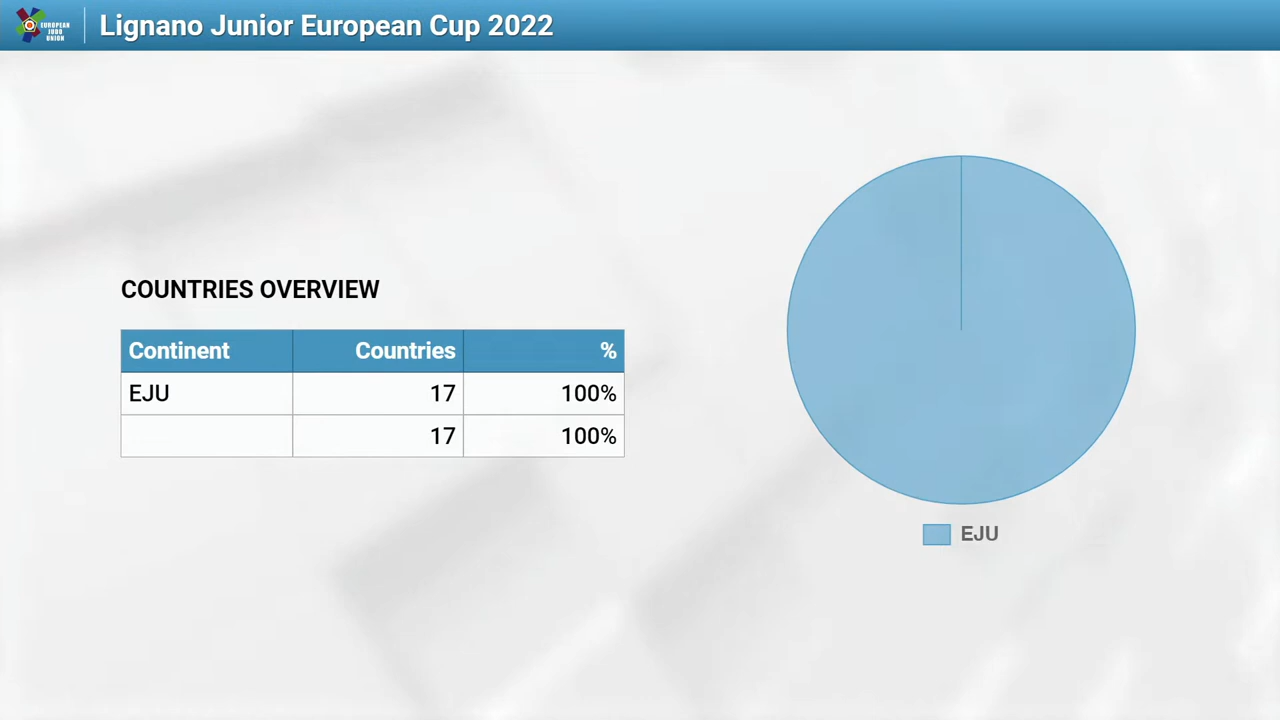 EUROPEAN
JUDO
UNION
Lignano Junior European Cup 2022
COUNTRIES OVERVIEW
Continent Countries %
EJU 17 100%
17 100%
EJU